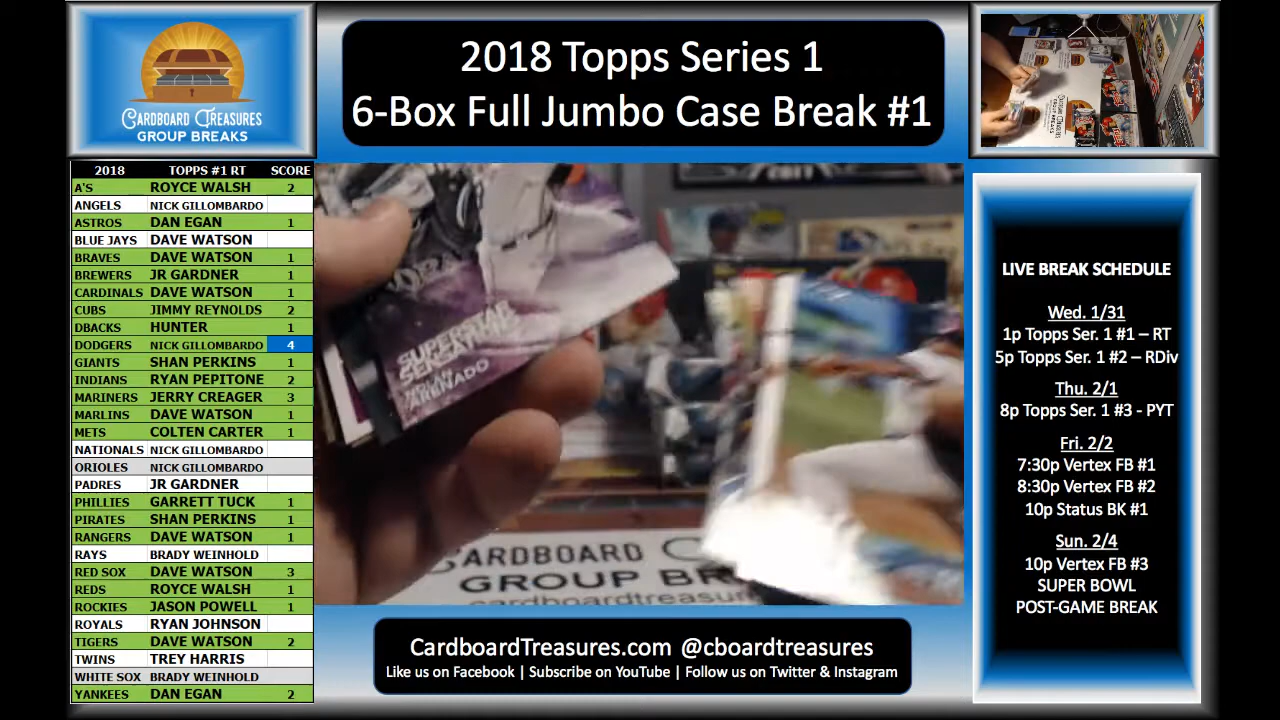 CARDBOARD TREASURES
GROUP BREAKS
2018 Topps Series 1
6-Box Full Jumbo Case Break #1
2018 TOPPS #1 RT SCORE
A'S ROYCE WALSH 2
ANGELS NICK GILLOMBARDO
ASTROS DAN EGAN 1
BLUE JAYS DAVE WATSON
BRAVES DAVE WATSON 1
BREWERS JR GARDNER 1
CARDINALS DAVE WATSON 1
CUBS JIMMY REYNOLDS 2
DBACKS HUNTER 1
DODGERS NICK GILLOMBARDO 4
GIANTS SHAN PERKINS 1
INDIANS RYAN PEPITONE 2
MARINERS JERRY CREAGER 3
MARLINS DAVE WATSON 1
METS COLTEN CARTER 1
NATIONALS NICK GILLOMBARDO
ORIOLES NICK GILLOMBARDO
PADRES JR GARDNER
PHILLIES GARRETT TUCK 1
PIRATES SHAN PERKINS 1
RANGERS DAVE WATSON 1
RAYS BRADY WEINHOLD
RED SOX DAVE WATSON 3
REDS ROYCE WALSH 1
ROCKIES JASON POWELL 1
ROYALS RYAN JOHNSON
TIGERS DAVE WATSON 2
TWINS TREY HARRIS
WHITE SOX BRADY WEINHOLD
YANKEES DAN EGAN 2
SUPERSTAR
SENSATIONS
NOLAN
ARENADO
CARDBOARD
GROUP BRE
cardboardtreasur
LIVE BREAK SCHEDULE
Wed. 1/31
1p Topps Ser. 1 #1 – RT
5p Topps Ser. 1 #2 – RDiv
Thu. 2/1
8p Topps Ser. 1 #3 - PYT
Fri. 2/2
7:30p Vertex FB #1
8:30p Vertex FB #2
10p Status BK #1
Sun. 2/4
10p Vertex FB #3
SUPER BOWL
POST-GAME BREAK
CardboardTreasures.com @cboardtreasures
Like us on Facebook | Subscribe on YouTube | Follow us on Twitter & Instagram